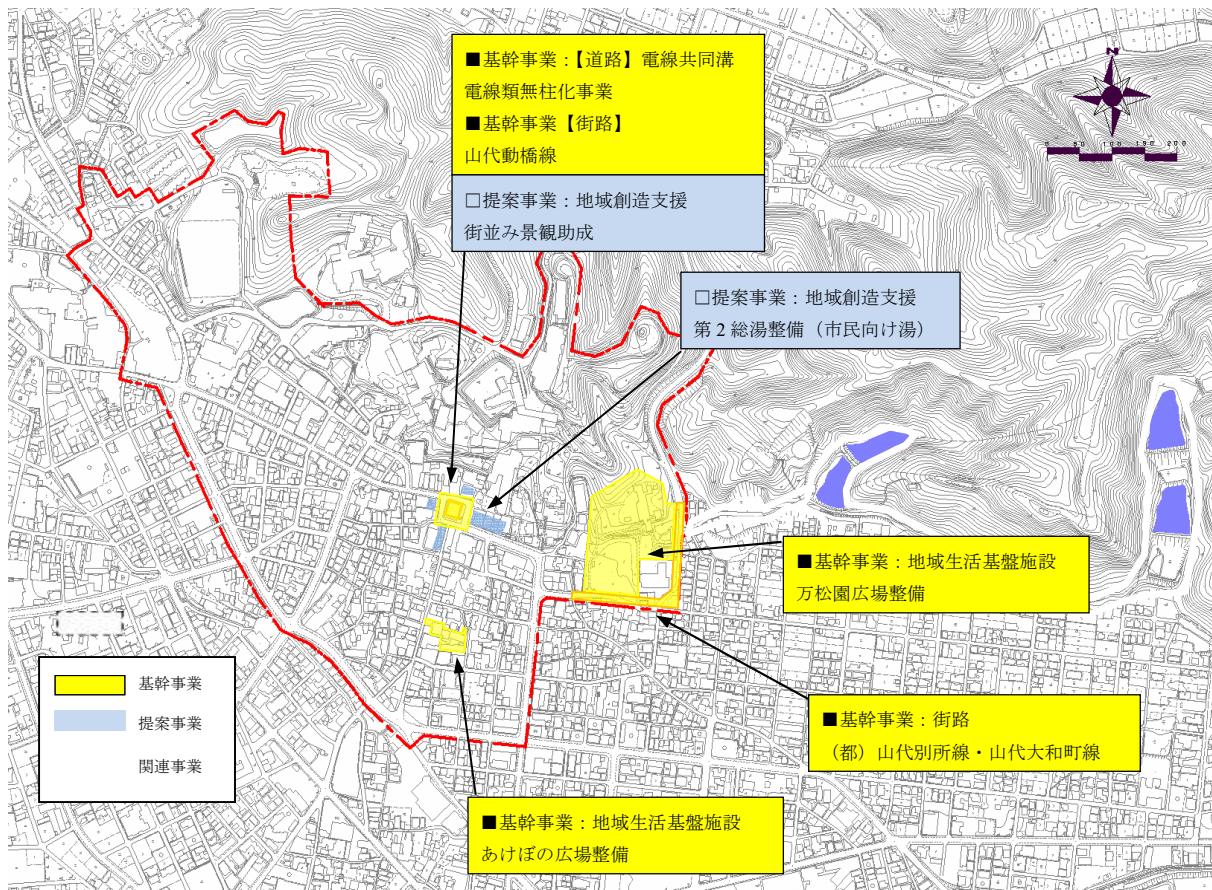 ■基幹事業：【道路】電線共同溝
電線類無柱化事業
■基幹事業【街路】
山代動橋線
□提案事業：地域創造支援
街並み景観助成
N
0 50 100 150 200
□提案事業：地域創造支援
第2総湯整備（市民向け湯）
■基幹事業：地域生活基盤施設
万松園広場整備
■基幹事業：街路
（都）山代別所線・山代大和町線
■基幹事業：地域生活基盤施設
あけぼの広場整備
基幹事業
提案事業
関連事業